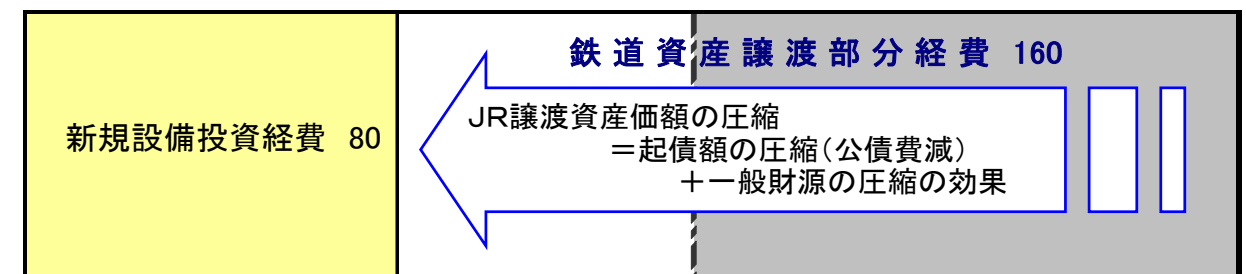 鉄道資産譲渡部分経費 160
新規設備投資経費 80
ＪＲ譲渡資産価額の圧縮
＝起債額の圧縮（公債費減）
＋一般財源の圧縮の効果